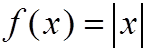 f(x) = |x|